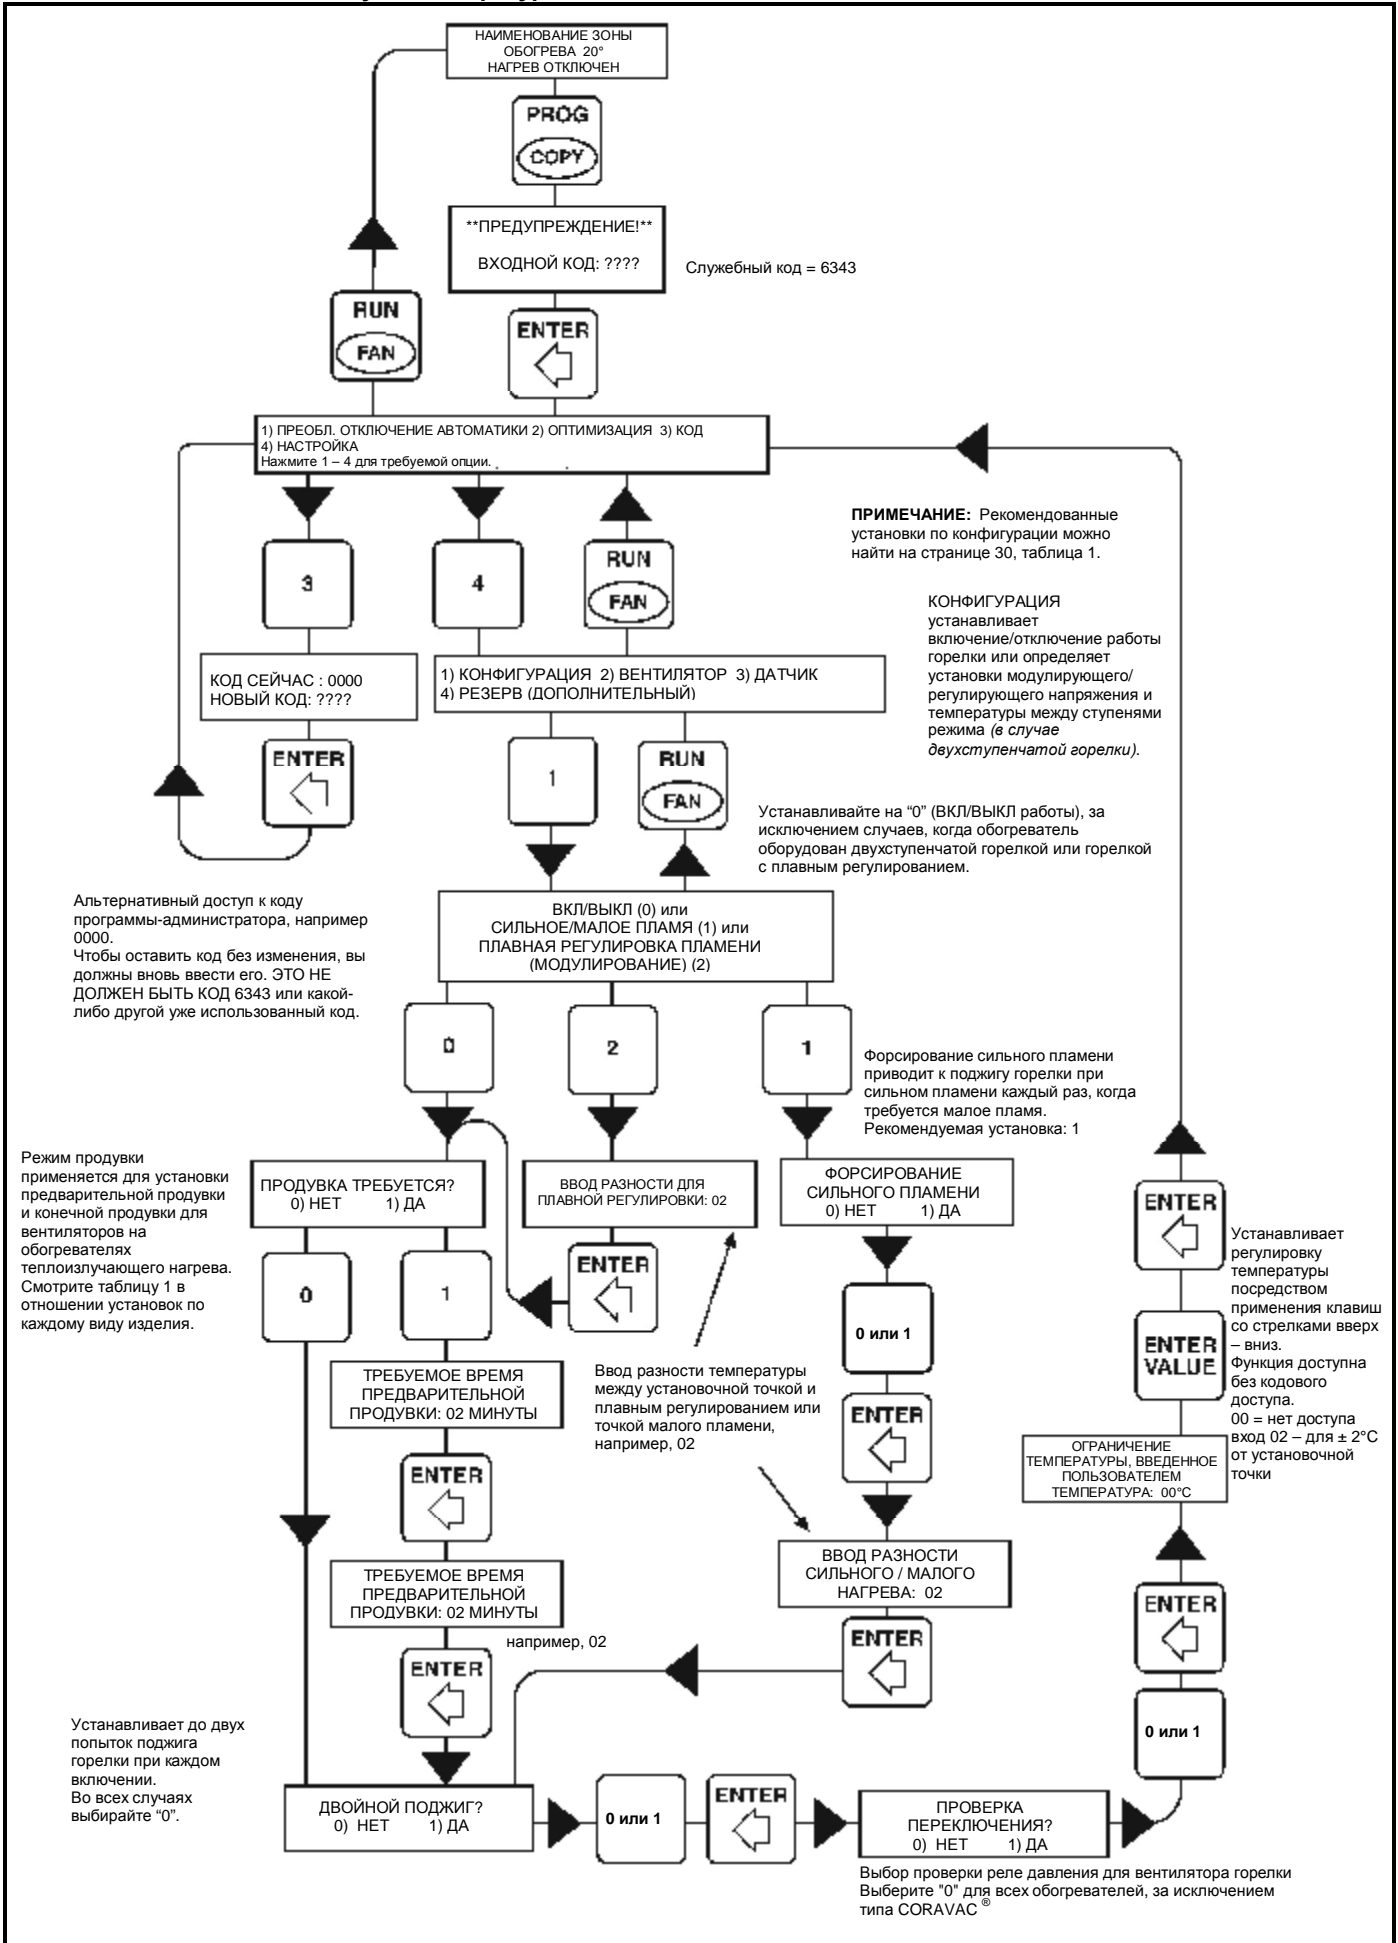 НАИМЕНОВАНИЕ ЗОНЫ
ОБОГРЕВА 20°
НАГРЕВ ОТКЛЮЧЕН
PROG
COPY
**ПРЕДУПРЕЖДЕНИЕ!**
ВХОДНОЙ КОД: ????
Служебный код = 6343
RUN
FAN
ENTER
1) ПРЕОБЛ. ОТКЛЮЧЕНИЕ АВТОМАТИКИ 2) ОПТИМИЗАЦИЯ 3) КОД
4) НАСТРОЙКА
Нажмите 1 – 4 для требуемой опции.
ПРИМЕЧАНИЕ: Рекомендованные
установки по конфигурации можно
найти на странице 30, таблица 1.
3
4
RUN
FAN
КОНФИГУРАЦИЯ
устанавливает
включение/отключение работы
горелки или определяет
установки модулирующего/
регулирующего напряжения и
температуры между ступенями
режима (в случае
двухступенчатой горелки).
КОД СЕЙЧАС : 0000
НОВЫЙ КОД: ????
1) КОНФИГУРАЦИЯ 2) ВЕНТИЛЯТОР 3) ДАТЧИК
4) РЕЗЕРВ (ДОПОЛНИТЕЛЬНЫЙ)
ENTER
1
RUN
FAN
Устанавливайте на “0” (ВКЛ/ВЫКЛ работы), за
исключением случаев, когда обогреватель
оборудован двухступенчатой горелкой или горелкой
с плавным регулированием.
Альтернативный доступ к коду
программы-администратора, например
0000.
Чтобы оставить код без изменения, вы
должны вновь ввести его. ЭТО НЕ
ДОЛЖЕН БЫТЬ КОД 6343 или какой-
либо другой уже использованный код.
ВКЛ/ВЫКЛ (0) или
СИЛЬНОЕ/МАЛОЕ ПЛАМЯ (1) или
ПЛАВНАЯ РЕГУЛИРОВКА ПЛАМЕНИ
(МОДУЛИРОВАНИЕ) (2)
0
2
1
Форсирование сильного пламени
приводит к поджигу горелки при
сильном пламени каждый раз, когда
требуется малое пламя.
Рекомендуемая установка: 1
Режим продувки
применяется для установки
предварительной продувки
и конечной продувки для
вентиляторов на
обогревателях
теплоизлучающего нагрева.
Смотрите таблицу 1 в
отношении установок по
каждому виду изделия.
ПРОДУВКА ТРЕБУЕТСЯ?
0) НЕТ 1) ДА
ВВОД РАЗНОСТИ ДЛЯ
ПЛАВНОЙ РЕГУЛИРОВКИ: 02
ФОРСИРОВАНИЕ
СИЛЬНОГО ПЛАМЕНИ
0) НЕТ 1) ДА
ENTER
Устанавливает
регулировку
температуры
посредством
применения клавиш
со стрелками вверх
– вниз.
Функция доступна
без кодового
доступа.
00 = нет доступа
вход 02 – для ± 2°C
от установочной
точки
0
1
ENTER
0 или 1
ENTER
VALUE
ТРЕБУЕМОЕ ВРЕМЯ
ПРЕДВАРИТЕЛЬНОЙ
ПРОДУВКИ: 02 МИНУТЫ
Ввод разности температуры
между установочной точкой и
плавным регулированием или
точкой малого пламени,
например, 02
ENTER
ОГРАНИЧЕНИЕ
ТЕМПЕРАТУРЫ, ВВЕДЕННОЕ
ПОЛЬЗОВАТЕЛЕМ
ТЕМПЕРАТУРА: 00°C
ENTER
ТРЕБУЕМОЕ ВРЕМЯ
ПРЕДВАРИТЕЛЬНОЙ
ПРОДУВКИ: 02 МИНУТЫ
ВВОД РАЗНОСТИ
СИЛЬНОГО / МАЛОГО
НАГРЕВА: 02
ENTER
например, 02
ENTER
ENTER
Устанавливает до двух
попыток поджига
горелки при каждом
включении.
Во всех случаях
выбирайте “0”.
0 или 1
ДВОЙНОЙ ПОДЖИГ?
0) НЕТ 1) ДА
0 или 1
ENTER
ПРОВЕРКА
ПЕРЕКЛЮЧЕНИЯ?
0) НЕТ 1) ДА
Выбор проверки реле давления для вентилятора горелки
Выберите "0" для всех обогревателей, за исключением
типа CORAVAC ®